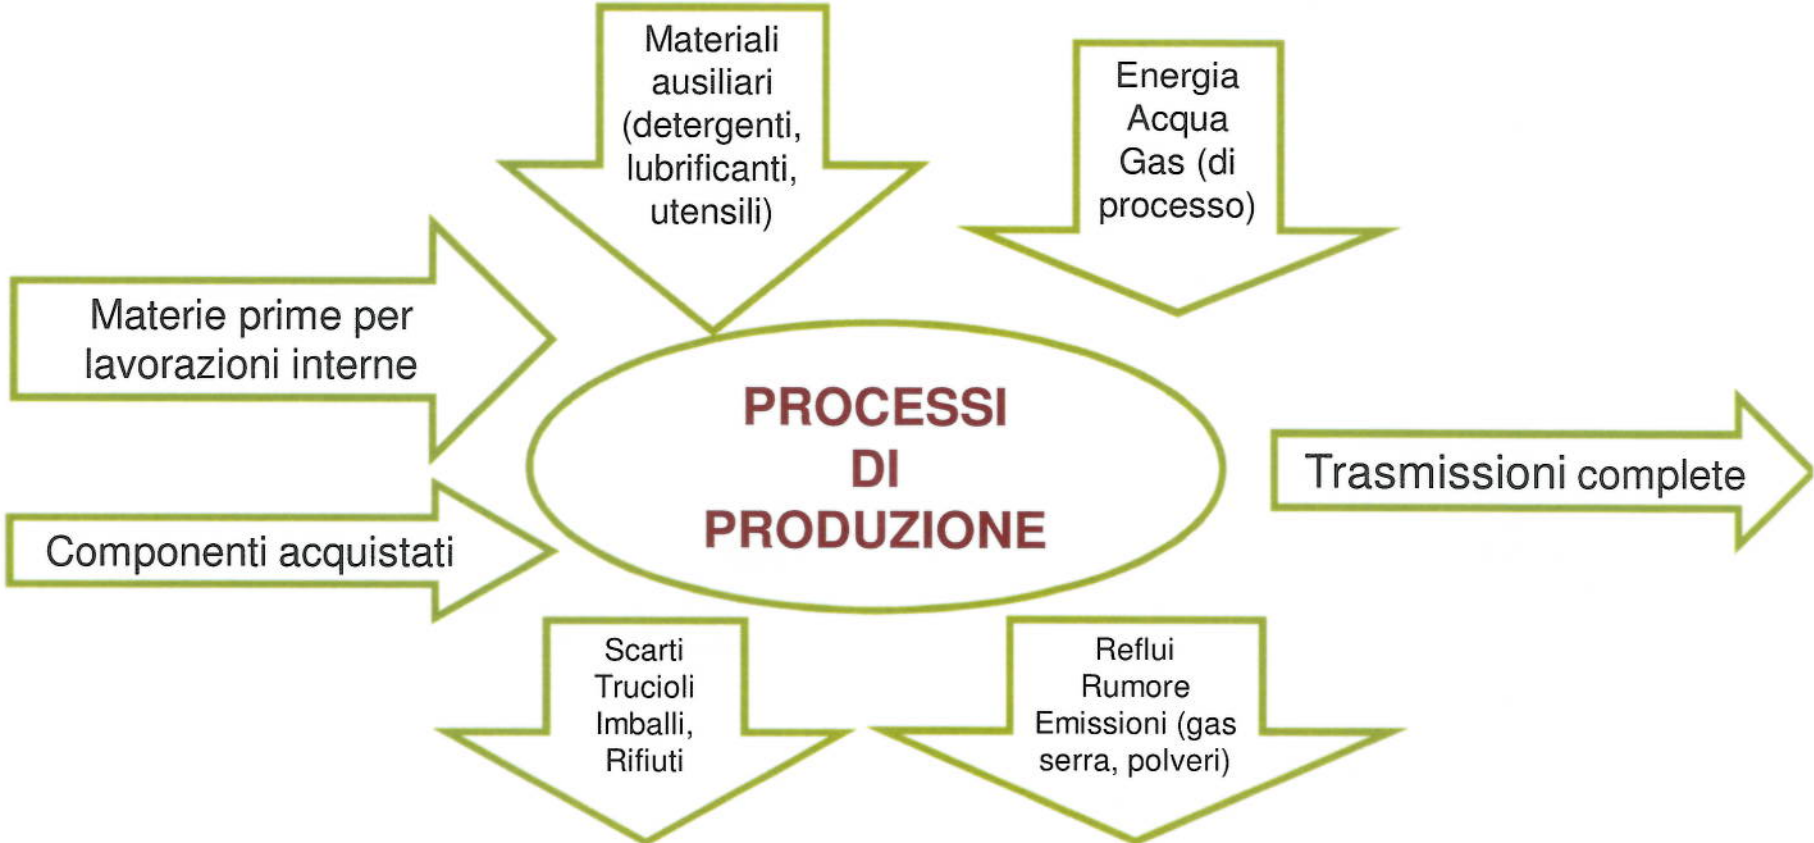 Materiali
ausiliari
(detergenti,
lubrificanti,
utensili)
Energia
Acqua
Gas (di
processo)
Materie prime per
lavorazioni interne
PROCESSI
DI
PRODUZIONE
Trasmissioni complete
Componenti acquistati
Scarti
Trucioli
Imballi,
Rifiuti
Reflui
Rumore
Emissioni (gas
serra, polveri)